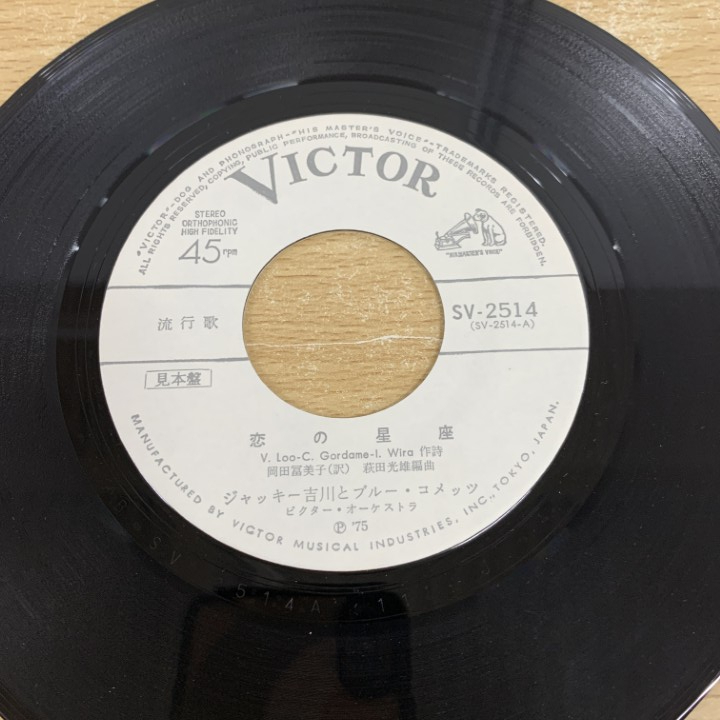 "VICTOR"-DOG AND PHONOGRAPH-"HIS MASTER'S VOICE"-TRADEMARKS REGISTERED.
ALL RIGHTS RESERVED, COPYING, PUBLIC PERFORMANCE, BROADCASTING OF THESE RECORDS ARE FORBIDDEN.
VICTOR
STEREO
ORTHOPHONIC
HIGH FIDELITY
45rpm
"HIS MASTER'S VOICE"
流行歌
SV-2514
(SV-2514-A)
見本盤
恋の星座
V. Loo-C. Gordame-I. Wira 作詩
岡田冨美子(訳) 萩田光雄編曲
ジャッキー吉川とブルー・コメッツ
ビクター・オーケストラ
Ⓟ '75
MANUFACTURED BY VICTOR MUSICAL INDUSTRIES, INC., TOKYO, JAPAN.